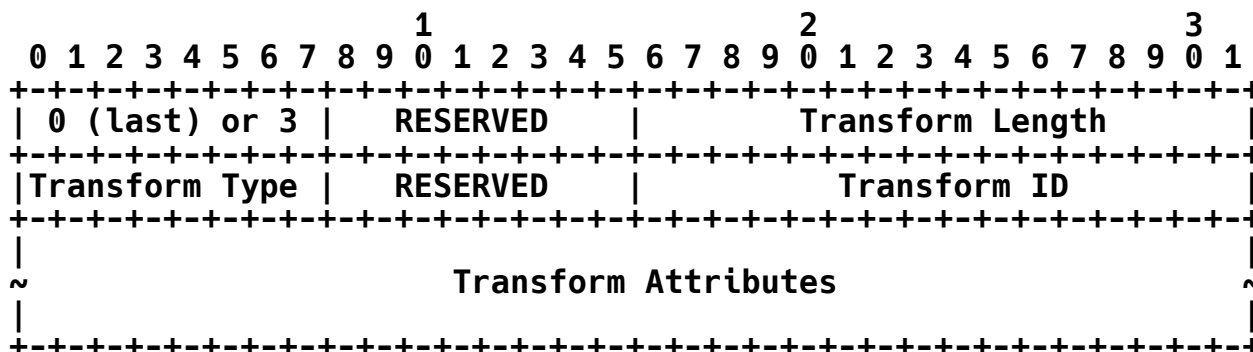 1                   2                   3
 0 1 2 3 4 5 6 7 8 9 0 1 2 3 4 5 6 7 8 9 0 1 2 3 4 5 6 7 8 9 0 1
+-+-+-+-+-+-+-+-+-+-+-+-+-+-+-+-+-+-+-+-+-+-+-+-+-+-+-+-+-+-+-+-+
| 0 (last) or 3 |   RESERVED    |        Transform Length       |
+-+-+-+-+-+-+-+-+-+-+-+-+-+-+-+-+-+-+-+-+-+-+-+-+-+-+-+-+-+-+-+-+
|Transform Type |   RESERVED    |          Transform ID         |
+-+-+-+-+-+-+-+-+-+-+-+-+-+-+-+-+-+-+-+-+-+-+-+-+-+-+-+-+-+-+-+-+
|                                                               |
~                      Transform Attributes                     ~
|                                                               |
+-+-+-+-+-+-+-+-+-+-+-+-+-+-+-+-+-+-+-+-+-+-+-+-+-+-+-+-+-+-+-+-+